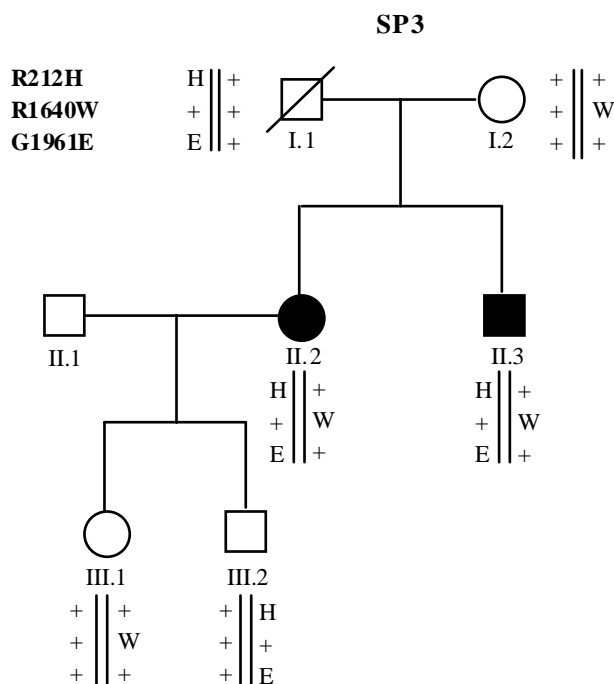 SP3
R212H H + + +
R1640W + + + W
G1961E E + + +
I.1 I.2
II.1 II.2 II.3
H + H +
+ W + W
E + E +
III.1 III.2
+ + + H
+ W + +
+ + + E